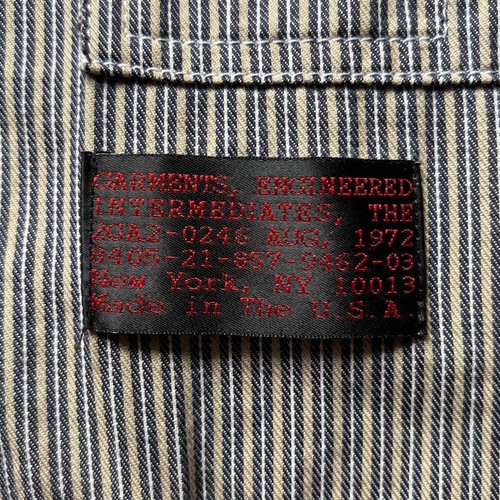 GARMENTS, ENGINEERED
INTERMEDIATES, THE
2GA2-0246 AUG, 1972
8405-21-857-9462-03
New York, NY 10013
Made in The U.S.A.